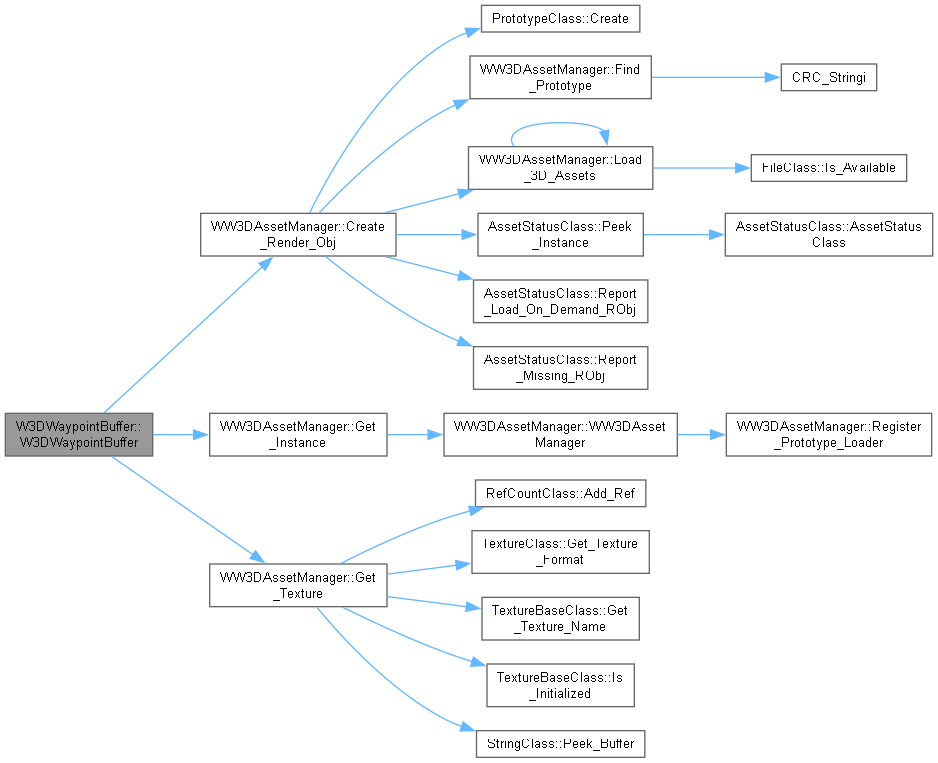 PrototypeClass::Create
WW3DAssetManager::Find
_Prototype
CRC_Stringi
WW3DAssetManager::Load
_3D_Assets
FileClass::Is_Available
WW3DAssetManager::Create
_Render_Obj
AssetStatusClass::Peek
_Instance
AssetStatusClass::AssetStatus
Class
AssetStatusClass::Report
_Load_On_Demand_RObj
AssetStatusClass::Report
_Missing_RObj
W3DWaypointBuffer::
W3DWaypointBuffer
WW3DAssetManager::Get
_Instance
WW3DAssetManager::WW3DAsset
Manager
WW3DAssetManager::Register
_Prototype_Loader
RefCountClass::Add_Ref
TextureClass::Get_Texture
_Format
WW3DAssetManager::Get
_Texture
TextureBaseClass::Get
_Texture_Name
TextureBaseClass::Is
_Initialized
StringClass::Peek_Buffer